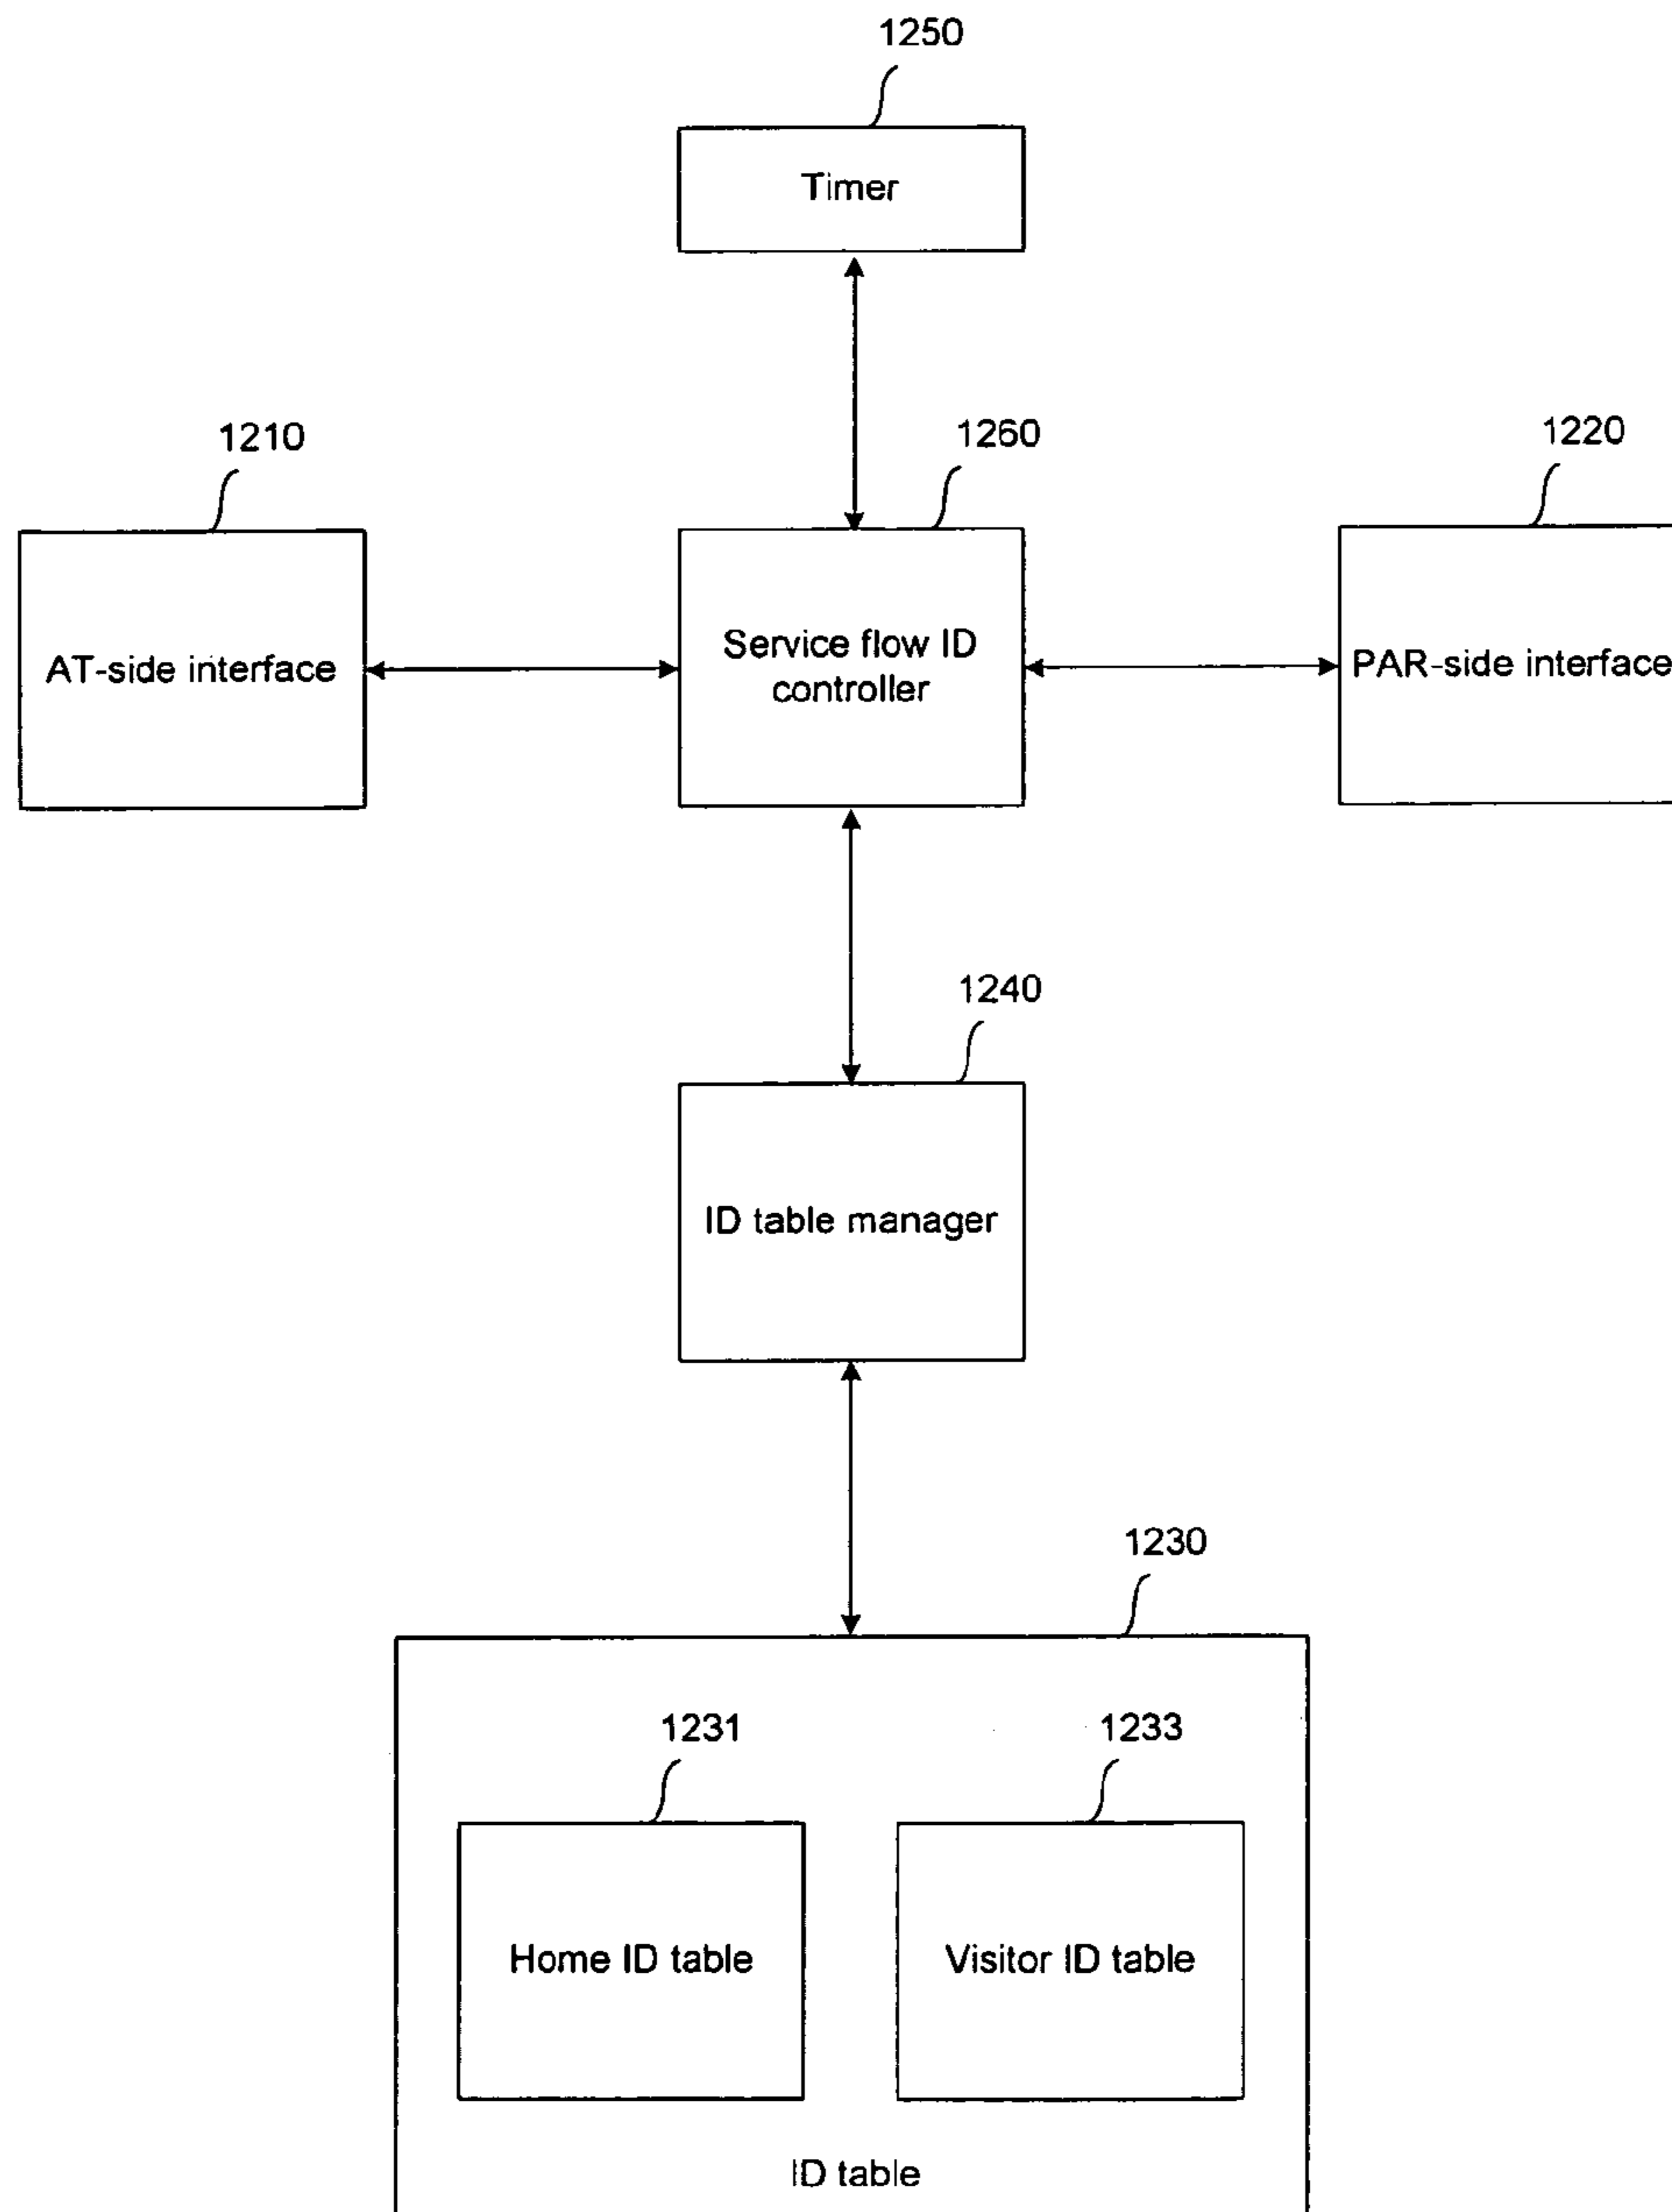 1250
Timer
1210
1260
1220
AT-side interface
Service flow ID
controller
PAR-side interface
1240
ID table manager
1230
1231
1233
Home ID table
Visitor ID table
ID table